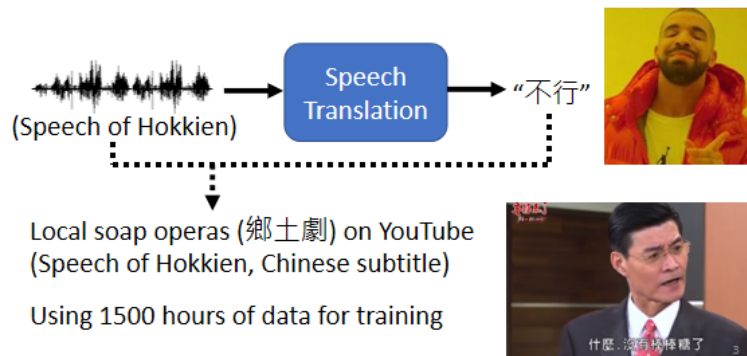 Speech
Translation
“不行”
(Speech of Hokkien)
Local soap operas (鄉土劇) on YouTube
(Speech of Hokkien, Chinese subtitle)
Using 1500 hours of data for training
什麼.沒有棒棒糖了
3